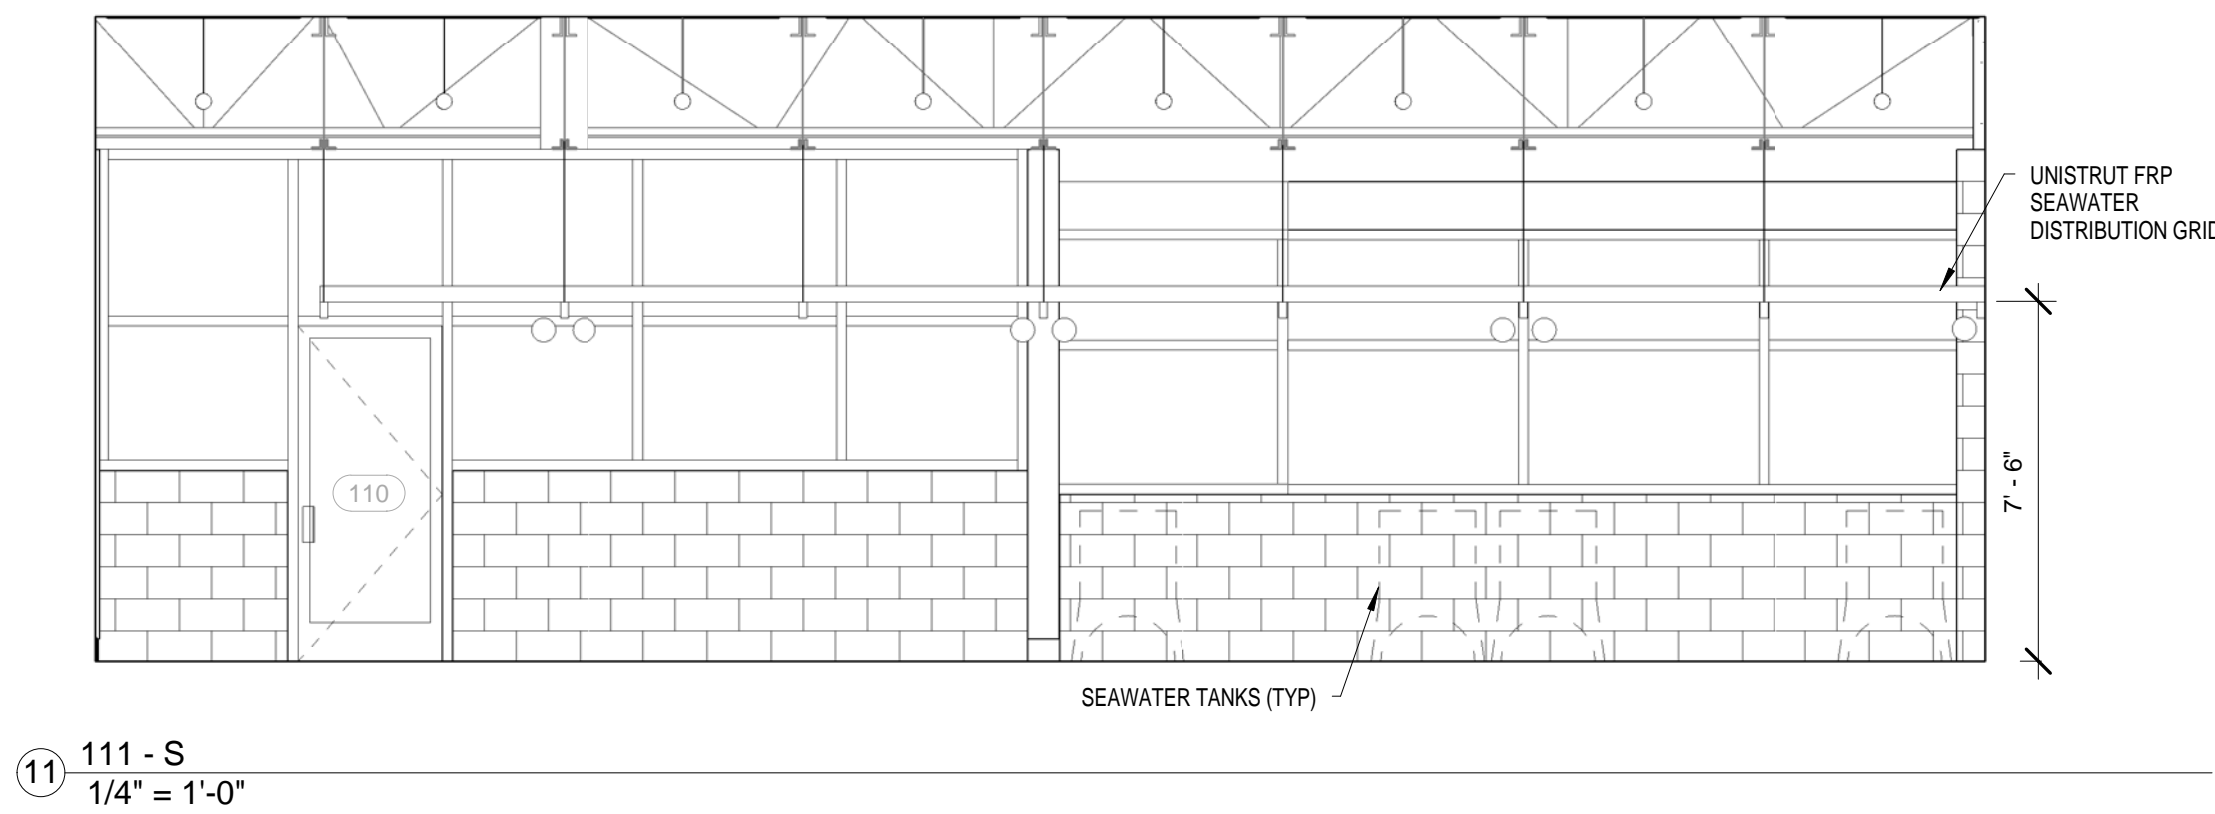 UNISTRUT FRP
SEAWATER
DISTRIBUTION GRID
7' - 6"
110
SEAWATER TANKS (TYP)
11
111 - S
1/4" = 1'-0"